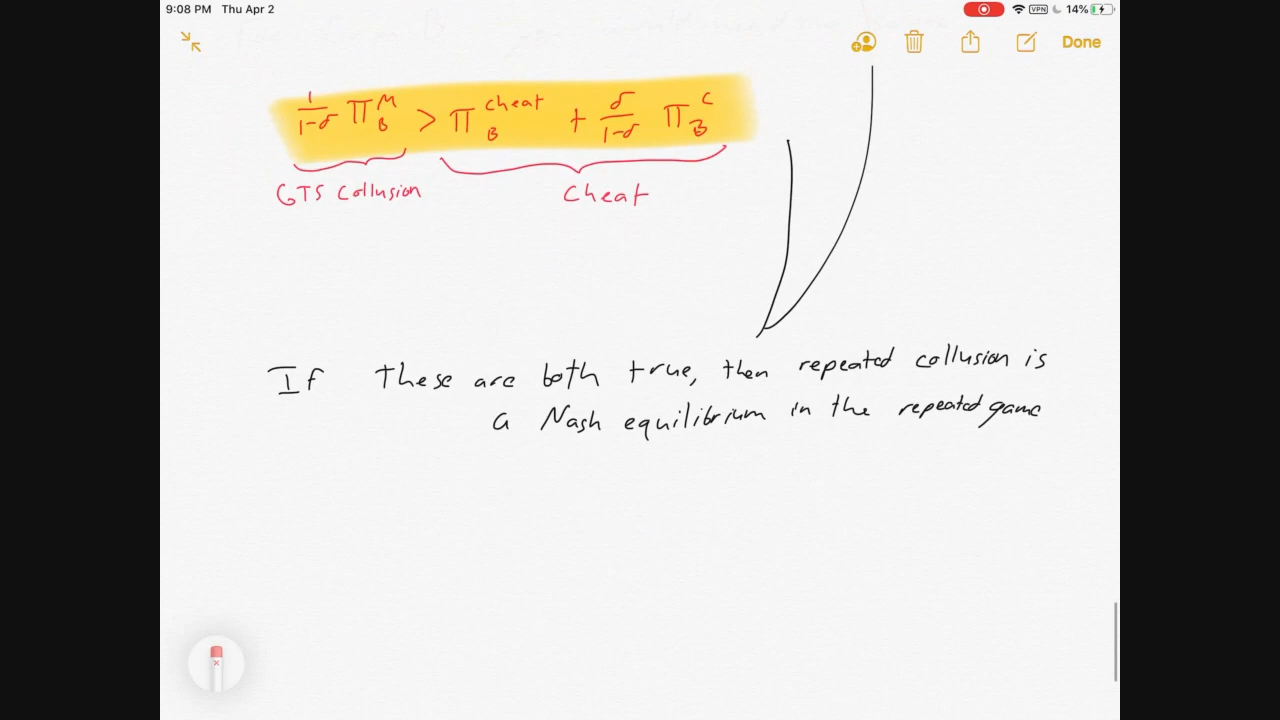 9:08 PM Thu Apr 2
VPN 14%
Done
1/(1-δ) π_B^M > π_B^cheat + δ/(1-δ) π_B^C
GTS Collusion
Cheat
If these are both true, then repeated collusion is
a Nash equilibrium in the repeated game